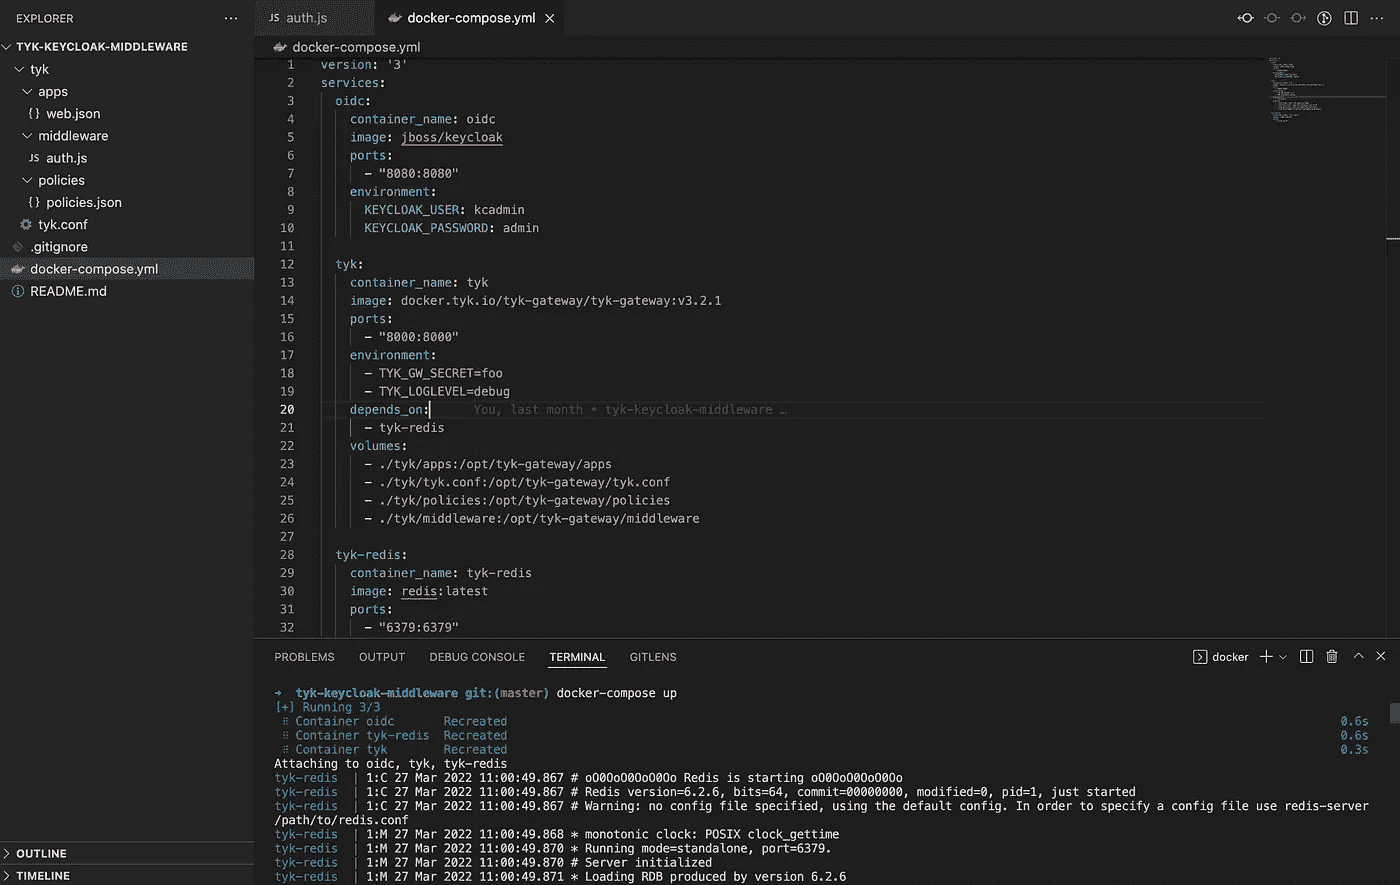 EXPLORER
TYK-KEYCLOAK-MIDDLEWARE
tyk
apps
{} web.json
middleware
JS auth.js
policies
{} policies.json
tyk.conf
.gitignore
docker-compose.yml
README.md
OUTLINE
TIMELINE
JS auth.js
docker-compose.yml
docker-compose.yml
1 version: '3'
2 services:
3 oidc:
4 container_name: oidc
5 image: jboss/keycloak
6 ports:
7 - "8080:8080"
8 environment:
9 KEYCLOAK_USER: kcadmin
10 KEYCLOAK_PASSWORD: admin
11
12 tyk:
13 container_name: tyk
14 image: docker.tyk.io/tyk-gateway/tyk-gateway:v3.2.1
15 ports:
16 - "8000:8000"
17 environment:
18 - TYK_GW_SECRET=foo
19 - TYK_LOGLEVEL=debug
20 depends_on: You, last month • tyk-keycloak-middleware …
21 - tyk-redis
22 volumes:
23 - ./tyk/apps:/opt/tyk-gateway/apps
24 - ./tyk/tyk.conf:/opt/tyk-gateway/tyk.conf
25 - ./tyk/policies:/opt/tyk-gateway/policies
26 - ./tyk/middleware:/opt/tyk-gateway/middleware
27
28 tyk-redis:
29 container_name: tyk-redis
30 image: redis:latest
31 ports:
32 - "6379:6379"
PROBLEMS OUTPUT DEBUG CONSOLE TERMINAL GITLENS
docker
→ tyk-keycloak-middleware git:(master) docker-compose up
[+] Running 3/3
⠿ Container oidc Recreated 0.6s
⠿ Container tyk-redis Recreated 0.6s
⠿ Container tyk Recreated 0.3s
Attaching to oidc, tyk, tyk-redis
tyk-redis | 1:C 27 Mar 2022 11:00:49.867 # oO0OoO0OoO0Oo Redis is starting oO0OoO0OoO0Oo
tyk-redis | 1:C 27 Mar 2022 11:00:49.867 # Redis version=6.2.6, bits=64, commit=00000000, modified=0, pid=1, just started
tyk-redis | 1:C 27 Mar 2022 11:00:49.867 # Warning: no config file specified, using the default config. In order to specify a config file use redis-server
/path/to/redis.conf
tyk-redis | 1:M 27 Mar 2022 11:00:49.868 * monotonic clock: POSIX clock_gettime
tyk-redis | 1:M 27 Mar 2022 11:00:49.870 * Running mode=standalone, port=6379.
tyk-redis | 1:M 27 Mar 2022 11:00:49.870 # Server initialized
tyk-redis | 1:M 27 Mar 2022 11:00:49.871 * Loading RDB produced by version 6.2.6